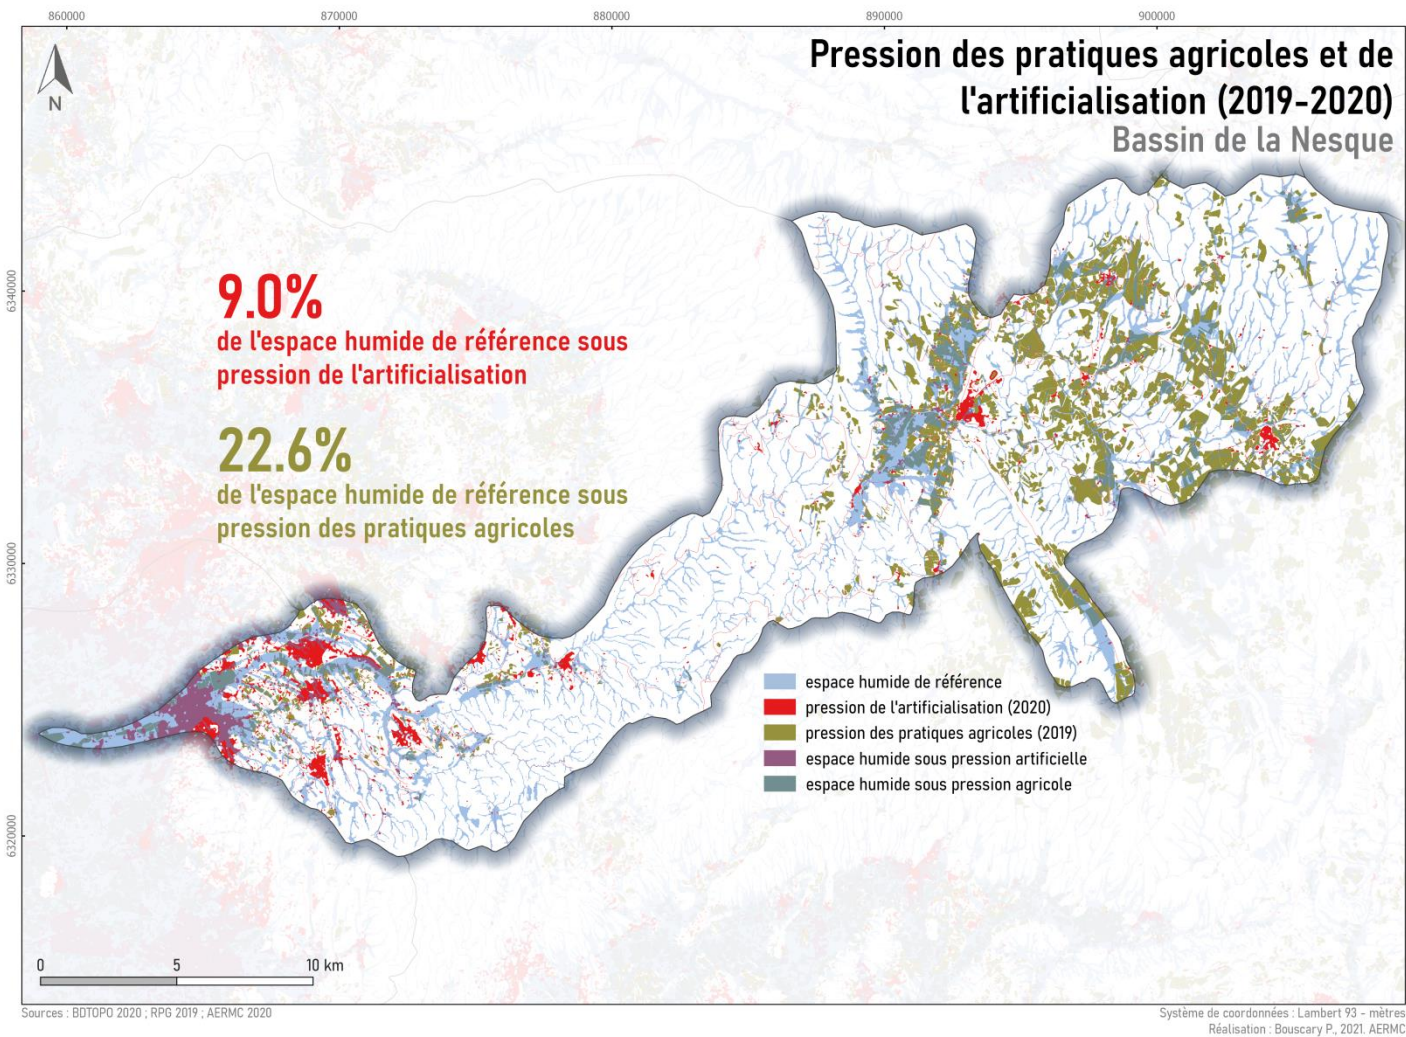 860000
870000
880000
890000
900000
Pression des pratiques agricoles et de
l'artificialisation (2019-2020)
Bassin de la Nesque
N
6340000
6330000
6320000
9.0%
de l'espace humide de référence sous
pression de l'artificialisation
22.6%
de l'espace humide de référence sous
pression des pratiques agricoles
espace humide de référence
pression de l'artificialisation (2020)
pression des pratiques agricoles (2019)
espace humide sous pression artificielle
espace humide sous pression agricole
0 5 10 km
Sources : BDTOPO 2020 ; RPG 2019 ; AERMC 2020
Système de coordonnées : Lambert 93 - mètres
Réalisation : Bouscary P., 2021. AERMC